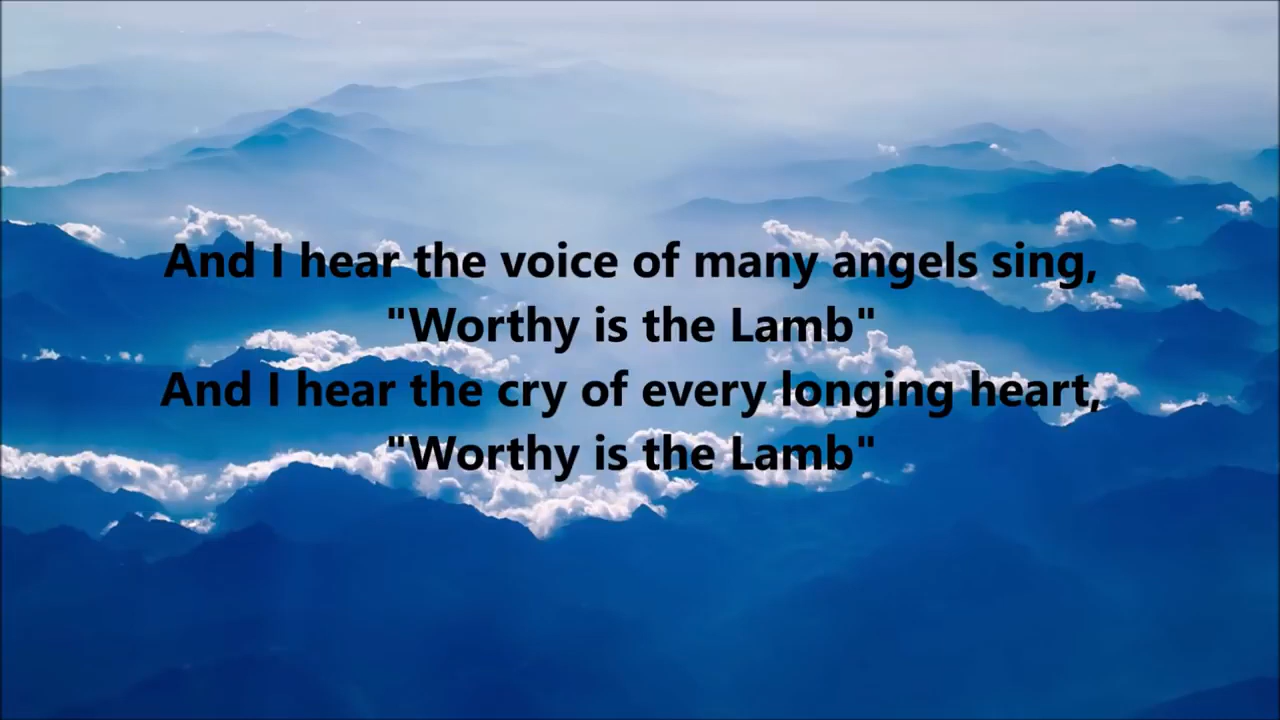 And I hear the voice of many angels sing,
"Worthy is the Lamb"
And I hear the cry of every longing heart,
"Worthy is the Lamb"